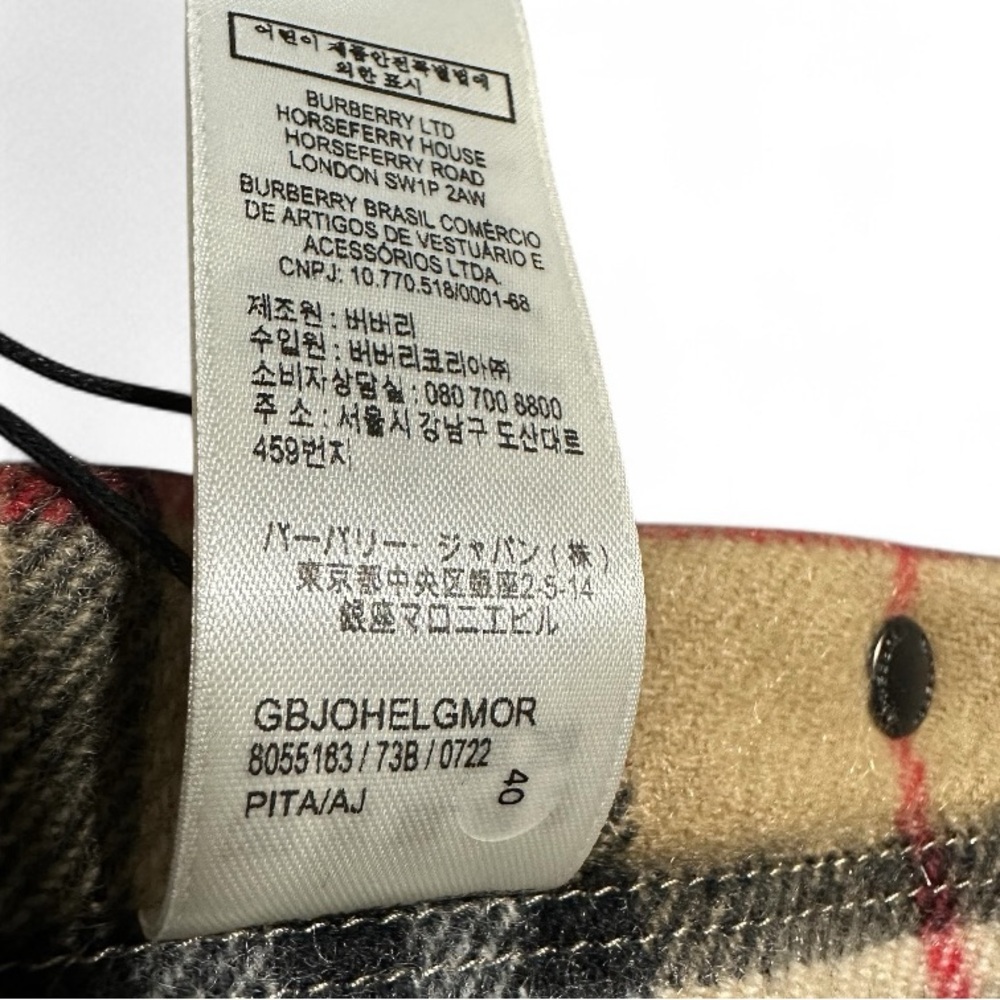 어린이 제품안전특별법에
의한 표시
BURBERRY LTD
HORSEFERRY HOUSE
HORSEFERRY ROAD
LONDON SW1P 2AW
BURBERRY BRASIL COMÉRCIO
DE ARTIGOS DE VESTUÁRIO E
ACESSÓRIOS LTDA.
CNPJ: 10.770.518/0001-68
제조원 : 버버리
수입원 : 버버리코리아㈜
소비자상담실 : 080 700 8800
주 소 : 서울시 강남구 도산대로
459번지
バーバリー・ジャパン(株)
東京都中央区銀座2-5-14
銀座マロニエビル
GBJOHELGMOR
8055183 / 73B / 0722
PITA/AJ
40